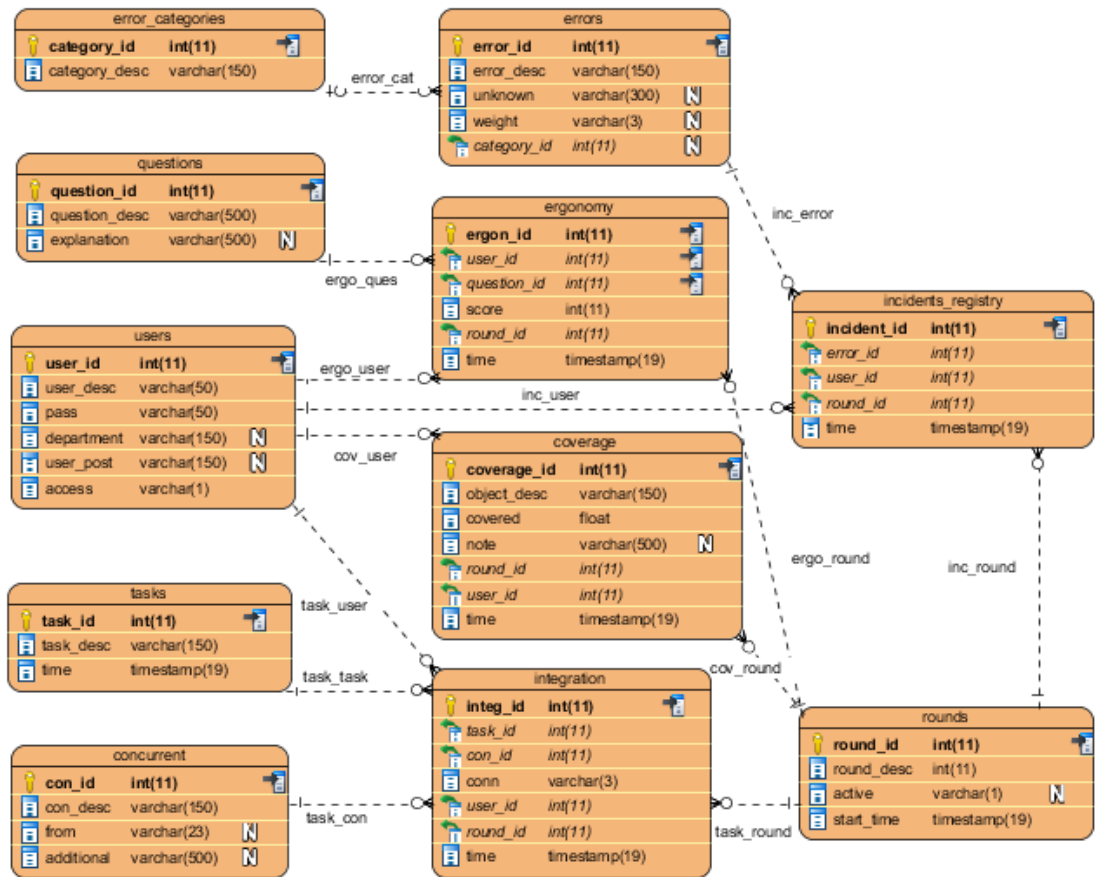 error_categories
category_id int(11)
category_desc varchar(150)
error_cat
errors
error_id int(11)
error_desc varchar(150)
unknown varchar(300) N
weight varchar(3) N
category_id int(11) N
questions
question_id int(11)
question_desc varchar(500)
explanation varchar(500) N
ergo_ques
ergonomy
ergon_id int(11)
user_id int(11)
question_id int(11)
score int(11)
round_id int(11)
time timestamp(19)
inc_error
incidents_registry
incident_id int(11)
error_id int(11)
user_id int(11)
round_id int(11)
time timestamp(19)
users
user_id int(11)
user_desc varchar(50)
pass varchar(50)
department varchar(150) N
user_post varchar(150) N
access varchar(1)
ergo_user
inc_user
cov_user
coverage
coverage_id int(11)
object_desc varchar(150)
covered float
note varchar(500) N
round_id int(11)
user_id int(11)
time timestamp(19)
ergo_round
inc_round
tasks
task_id int(11)
task_desc varchar(150)
time timestamp(19)
task_user
task_task
cov_round
integration
integ_id int(11)
task_id int(11)
con_id int(11)
conn varchar(3)
user_id int(11)
round_id int(11)
time timestamp(19)
concurrent
con_id int(11)
con_desc varchar(150)
from varchar(23) N
additional varchar(500) N
task_con
task_round
rounds
round_id int(11)
round_desc int(11)
active varchar(1) N
start_time timestamp(19)